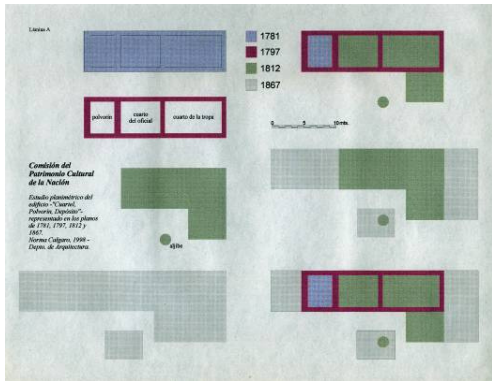 Lámina A
1781
1797
1812
1867
polvorín
cuarto
del oficial
cuarto de la tropa
0 5 10 mts.
Comisión del
Patrimonio Cultural
de la Nación
Estudio planimétrico del
edificio -"Cuartel,
Polvorín, Depósito"-
representado en los planos
de 1781, 1797, 1812 y
1867.
Norma Calgaro, 1998 -
Depto. de Arquitectura.
aljibe